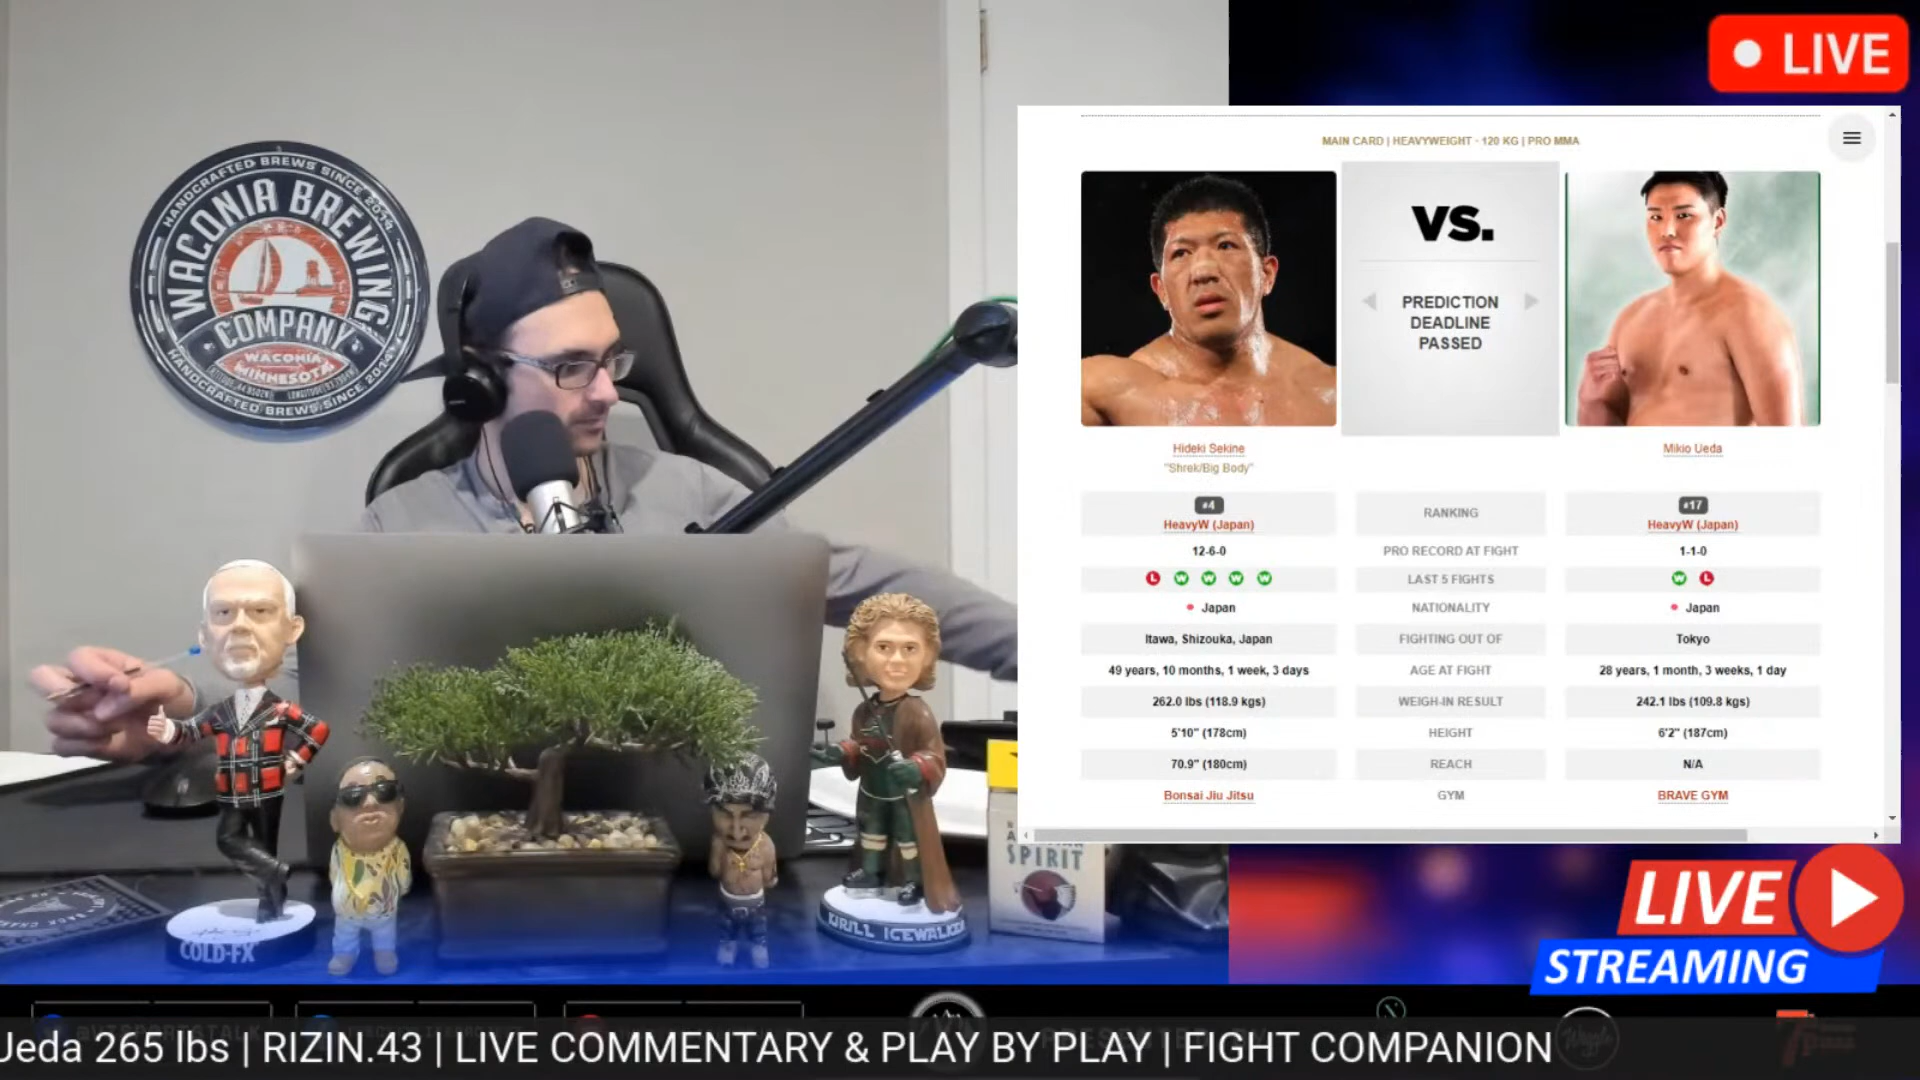 LIVE
MAIN CARD | HEAVYWEIGHT · 120 KG | PRO MMA
HANDCRAFTED BREWS SINCE 2014
WACONIA BREWING
COMPANY
WACONIA
MINNESOTA
HANDCRAFTED BREWS SINCE 2014
VS.
PREDICTION
DEADLINE
PASSED
Hideki Sekine
Mikio Ueda
"Shrek/Big Body"
#4
RANKING
#17
HeavyW (Japan)
HeavyW (Japan)
12-6-0
PRO RECORD AT FIGHT
1-1-0
L W W W W
LAST 5 FIGHTS
W L
Japan
NATIONALITY
Japan
Itawa, Shizouka, Japan
FIGHTING OUT OF
Tokyo
49 years, 10 months, 1 week, 3 days
AGE AT FIGHT
28 years, 1 month, 3 weeks, 1 day
262.0 lbs (118.9 kgs)
WEIGH-IN RESULT
242.1 lbs (109.8 kgs)
5'10" (178cm)
HEIGHT
6'2" (187cm)
70.9" (180cm)
REACH
N/A
Bonsai Jiu Jitsu
GYM
BRAVE GYM
SPIRIT
COLD-FX
KIRILL ICEWALKER
LIVE
STREAMING
Jeda 265 lbs | RIZIN.43 | LIVE COMMENTARY & PLAY BY PLAY | FIGHT COMPANION